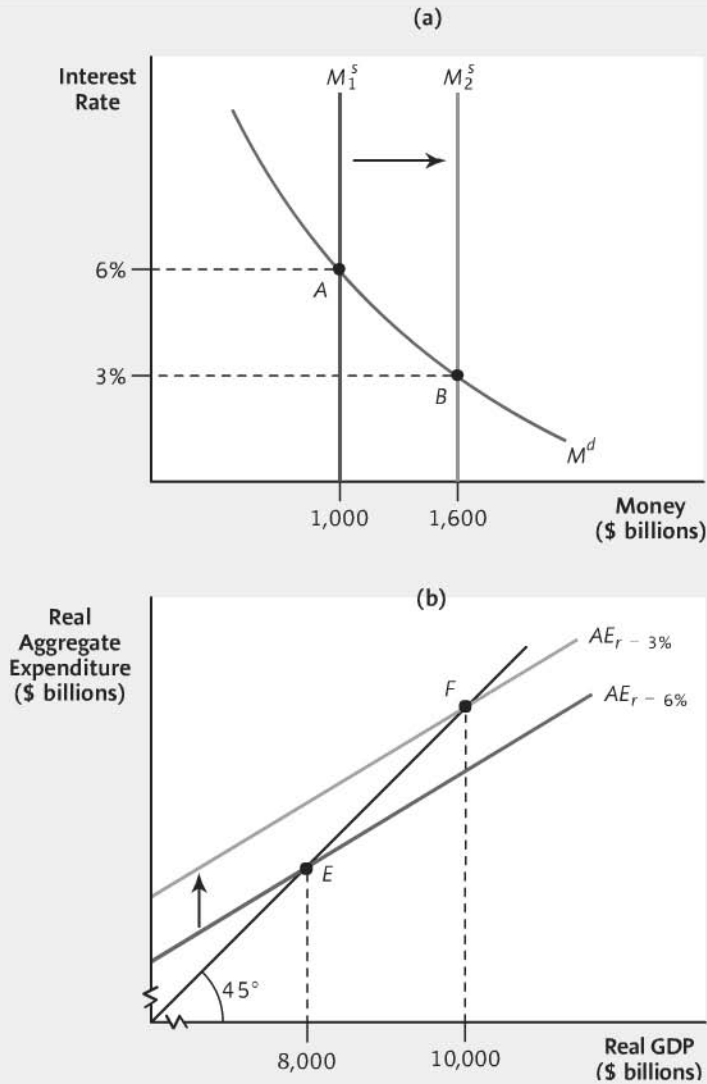 (a)
Interest
Rate
M₁ˢ
M₂ˢ
6%
A
3%
B
Mᵈ
1,000
1,600
Money
($ billions)
(b)
Real
Aggregate
Expenditure
($ billions)
AEᵣ – 3%
F
AEᵣ – 6%
E
45°
8,000
10,000
Real GDP
($ billions)